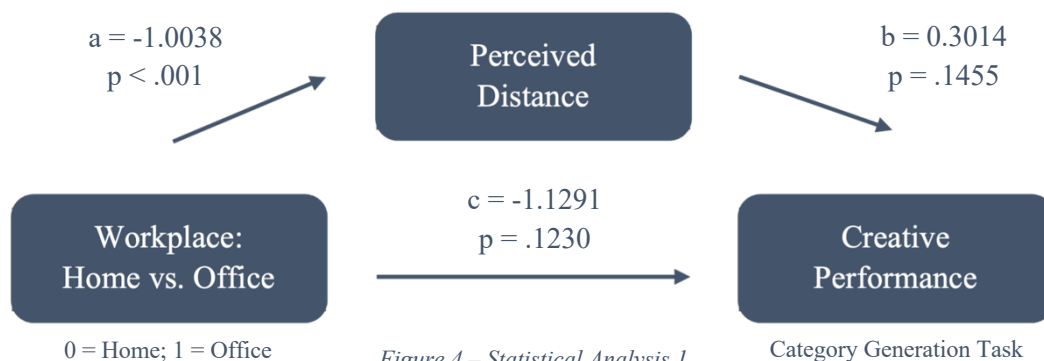 a = -1.0038
p < .001
Perceived
Distance
b = 0.3014
p = .1455
c = -1.1291
p = .1230
Workplace:
Home vs. Office
Creative
Performance
0 = Home; 1 = Office
Figure 4 – Statistical Analysis 1
Category Generation Task